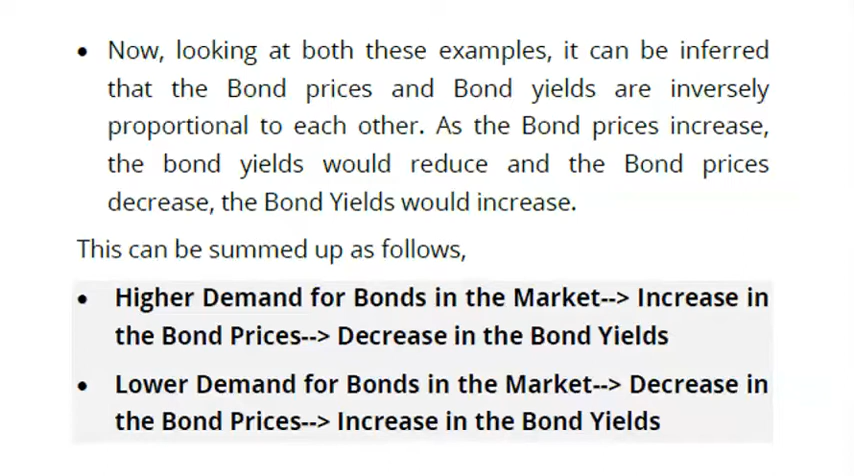 • Now, looking at both these examples, it can be inferred
that the Bond prices and Bond yields are inversely
proportional to each other. As the Bond prices increase,
the bond yields would reduce and the Bond prices
decrease, the Bond Yields would increase.
This can be summed up as follows,
• Higher Demand for Bonds in the Market--> Increase in
the Bond Prices--> Decrease in the Bond Yields
• Lower Demand for Bonds in the Market--> Decrease in
the Bond Prices--> Increase in the Bond Yields